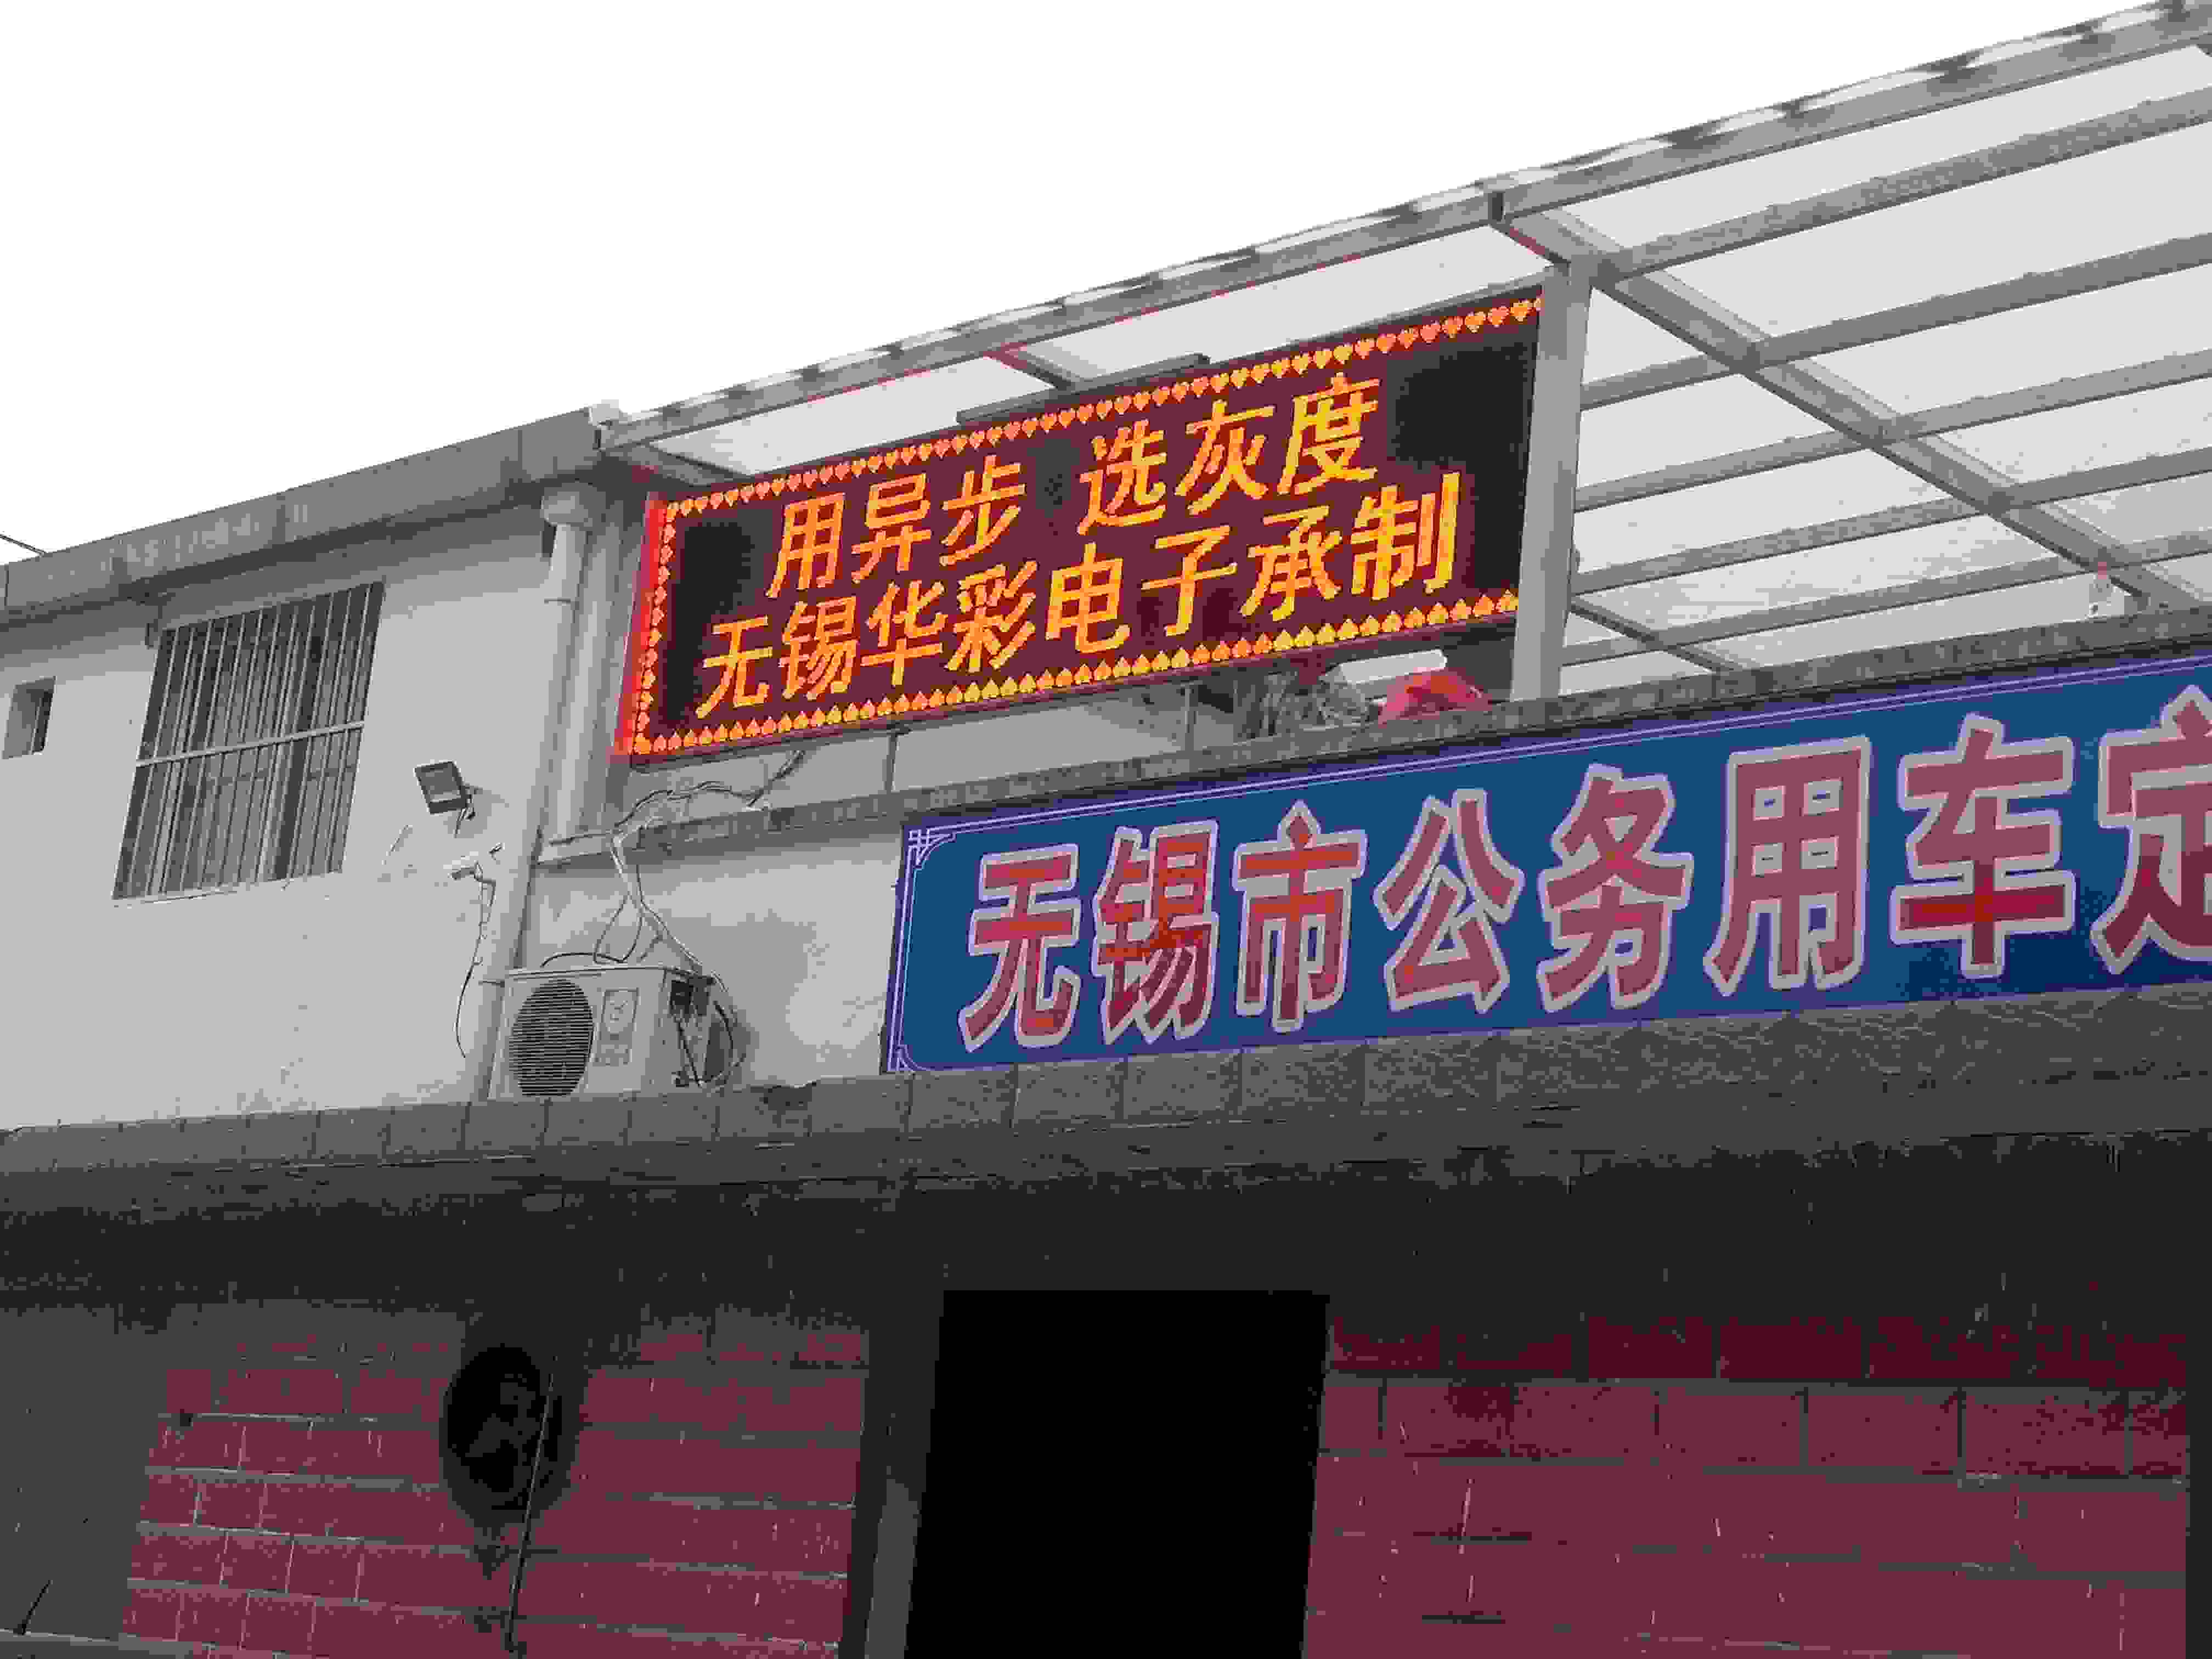 用异步 选灰度
无锡华彩电子承制
无锡市公务用车定